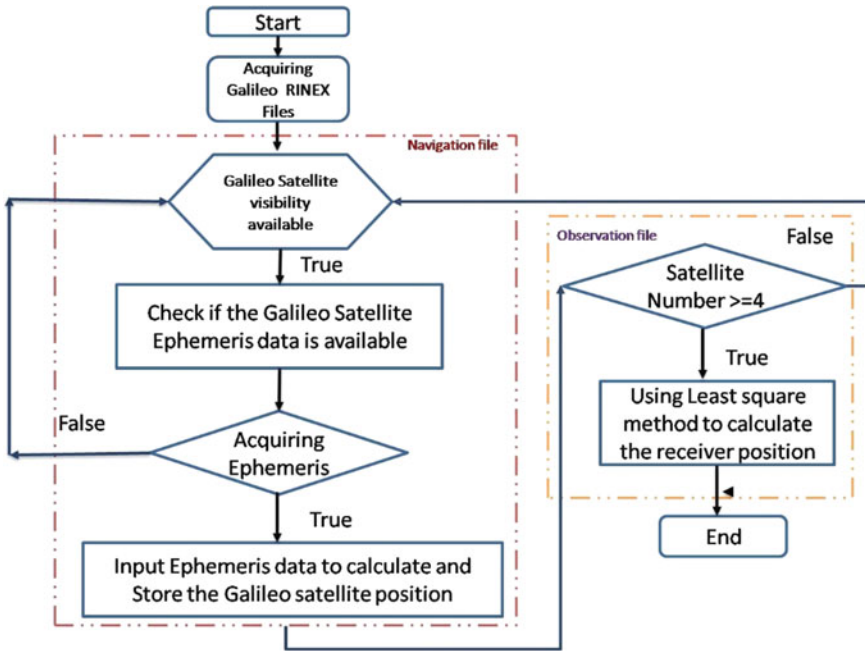 Start
Acquiring
Galileo RINEX
Files
Navigation file
Galileo Satellite
visibility
available
True
Check if the Galileo Satellite
Ephemeris data is available
False
Acquiring
Ephemeris
True
Input Ephemeris data to calculate and
Store the Galileo satellite position
Observation file
False
Satellite
Number >=4
True
Using Least square
method to calculate
the receiver position
End